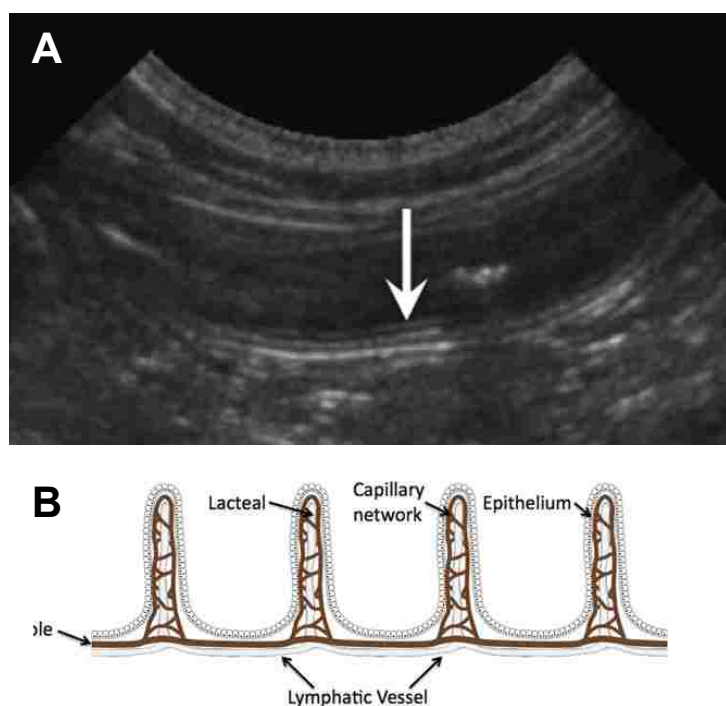 A
B
Lacteal
Capillary
network
Epithelium
Lymphatic Vessel